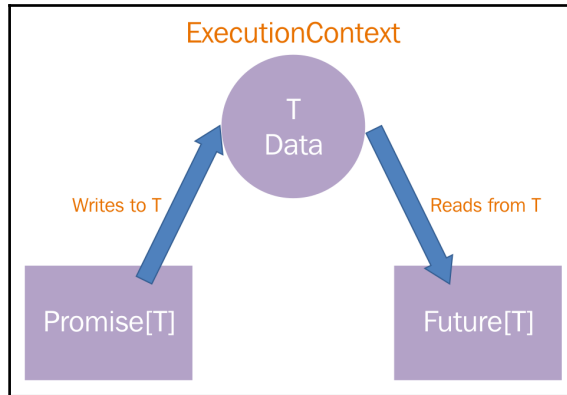 ExecutionContext
T
Data
Writes to T
Reads from T
Promise[T]
Future[T]